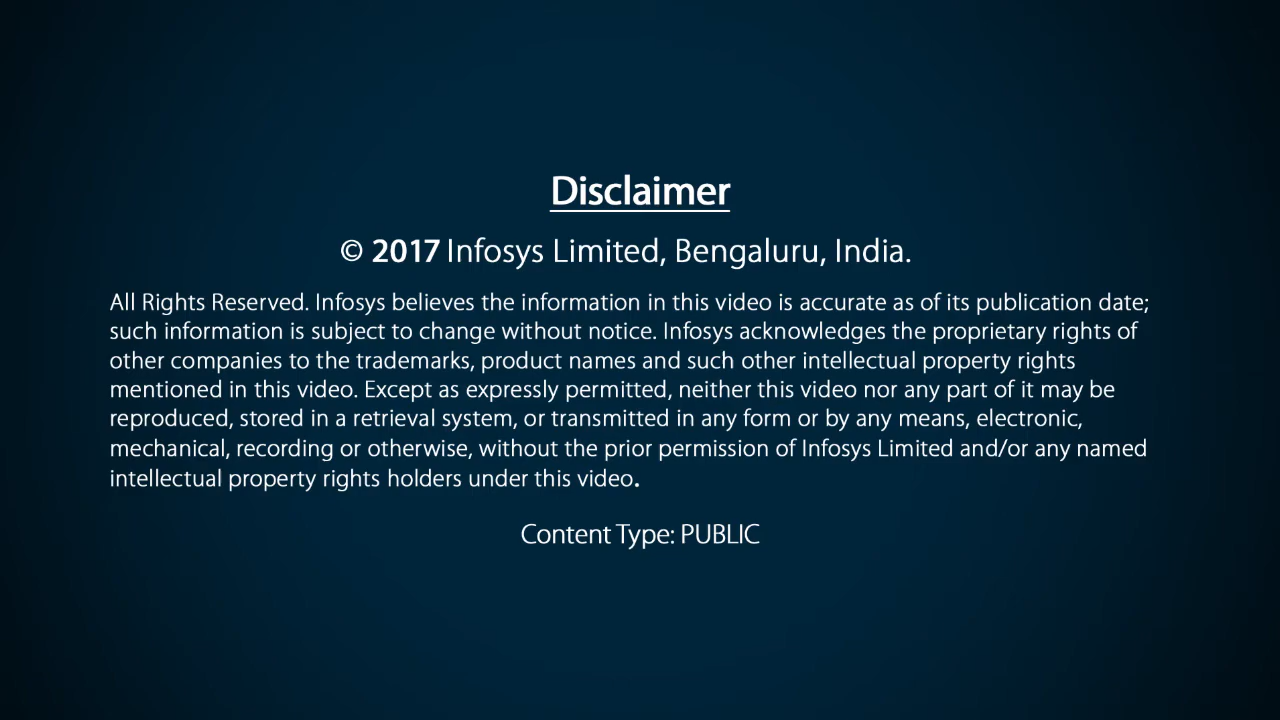 Disclaimer
© 2017 Infosys Limited, Bengaluru, India.
All Rights Reserved. Infosys believes the information in this video is accurate as of its publication date;
such information is subject to change without notice. Infosys acknowledges the proprietary rights of
other companies to the trademarks, product names and such other intellectual property rights
mentioned in this video. Except as expressly permitted, neither this video nor any part of it may be
reproduced, stored in a retrieval system, or transmitted in any form or by any means, electronic,
mechanical, recording or otherwise, without the prior permission of Infosys Limited and/or any named
intellectual property rights holders under this video.
Content Type: PUBLIC